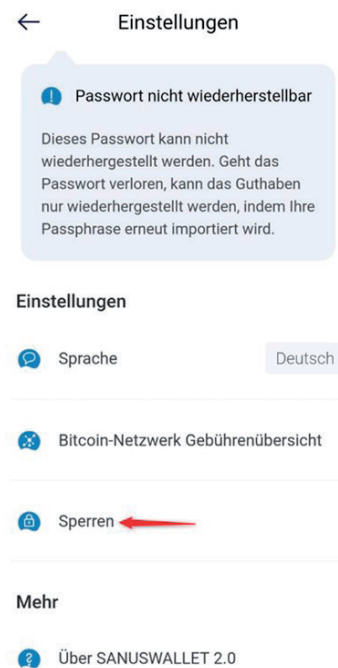 Einstellungen
Passwort nicht wiederherstellbar
Dieses Passwort kann nicht
wiederhergestellt werden. Geht das
Passwort verloren, kann das Guthaben
nur wiederhergestellt werden, indem Ihre
Passphrase erneut importiert wird.
Einstellungen
Sprache Deutsch
Bitcoin-Netzwerk Gebührenübersicht
Sperren
Mehr
Über SANUSWALLET 2.0